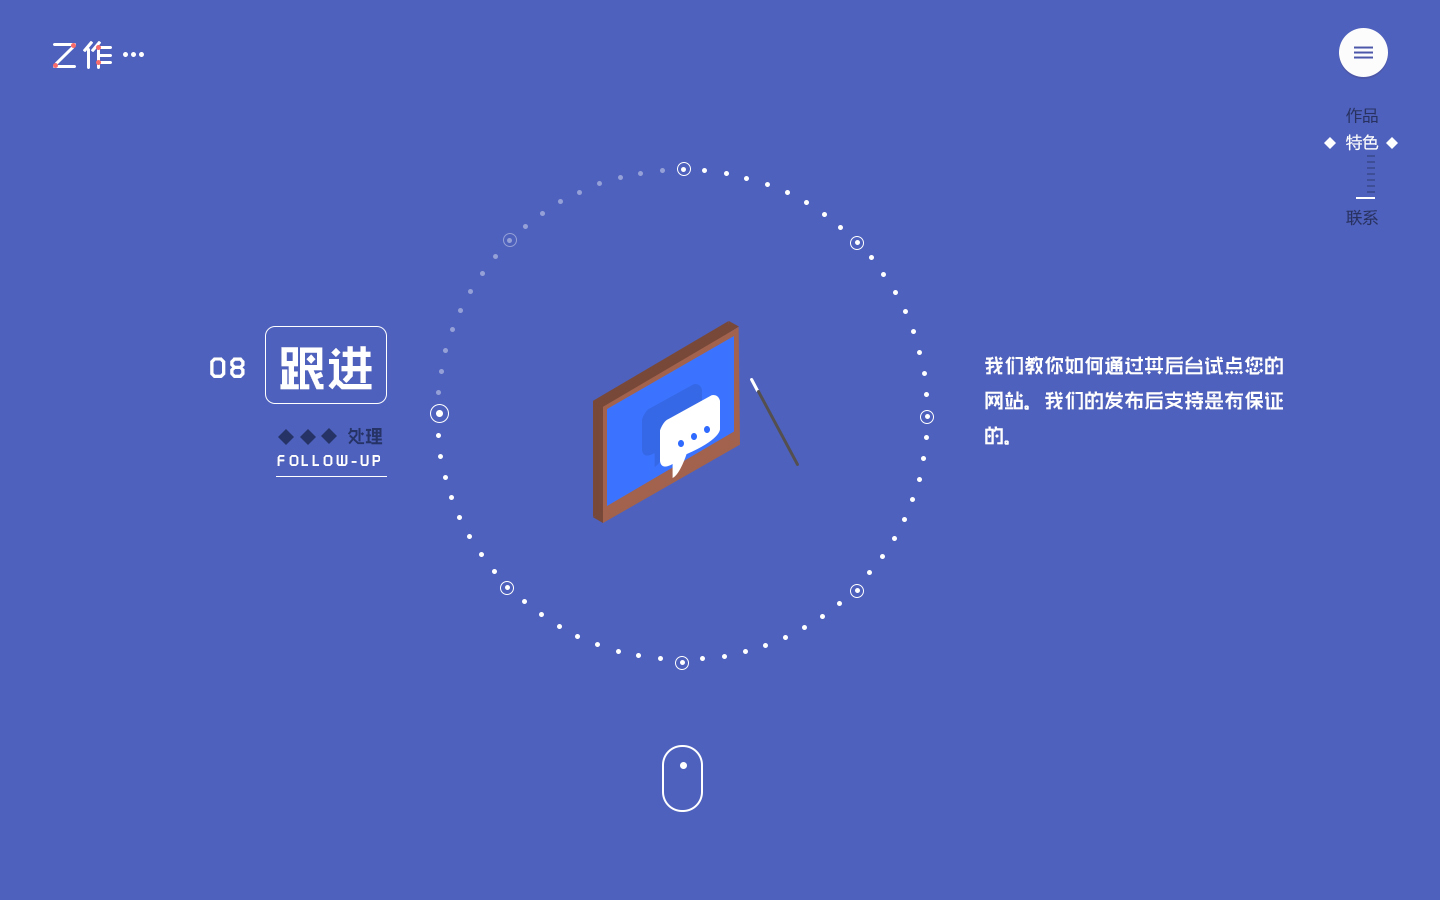 之作
作品
特色
联系
08
跟进
处理
FOLLOW-UP
我们教你如何通过其后台试点您的
网站。我们的发布后支持是有保证
的。